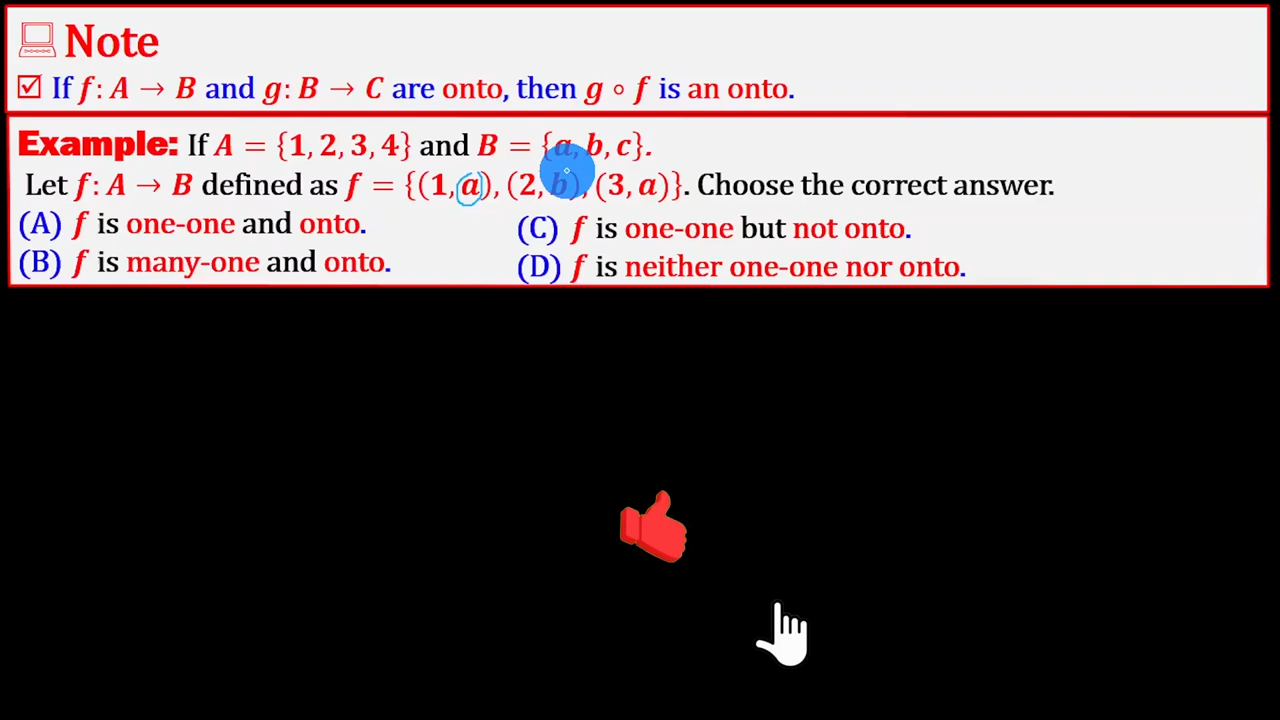 Note
☑ If f: A → B and g: B → C are onto, then g ∘ f is an onto.
Example: If A = {1, 2, 3, 4} and B = {a, b, c}.
Let f: A → B defined as f = {(1, a), (2, b), (3, a)}. Choose the correct answer.
(A) f is one-one and onto. (C) f is one-one but not onto.
(B) f is many-one and onto. (D) f is neither one-one nor onto.